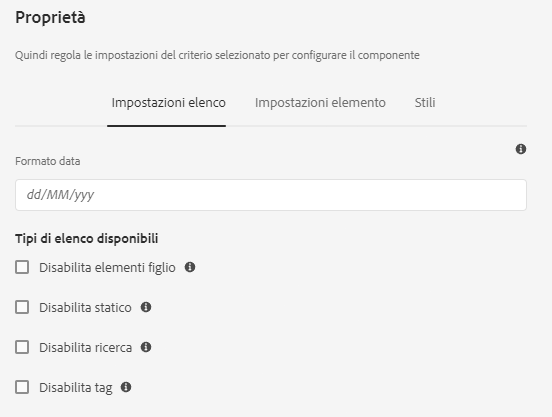 Proprietà
Quindi regola le impostazioni del criterio selezionato per configurare il componente
Impostazioni elenco Impostazioni elemento Stili
Formato data
dd/MM/yyy
Tipi di elenco disponibili
Disabilita elementi figlio
Disabilita statico
Disabilita ricerca
Disabilita tag